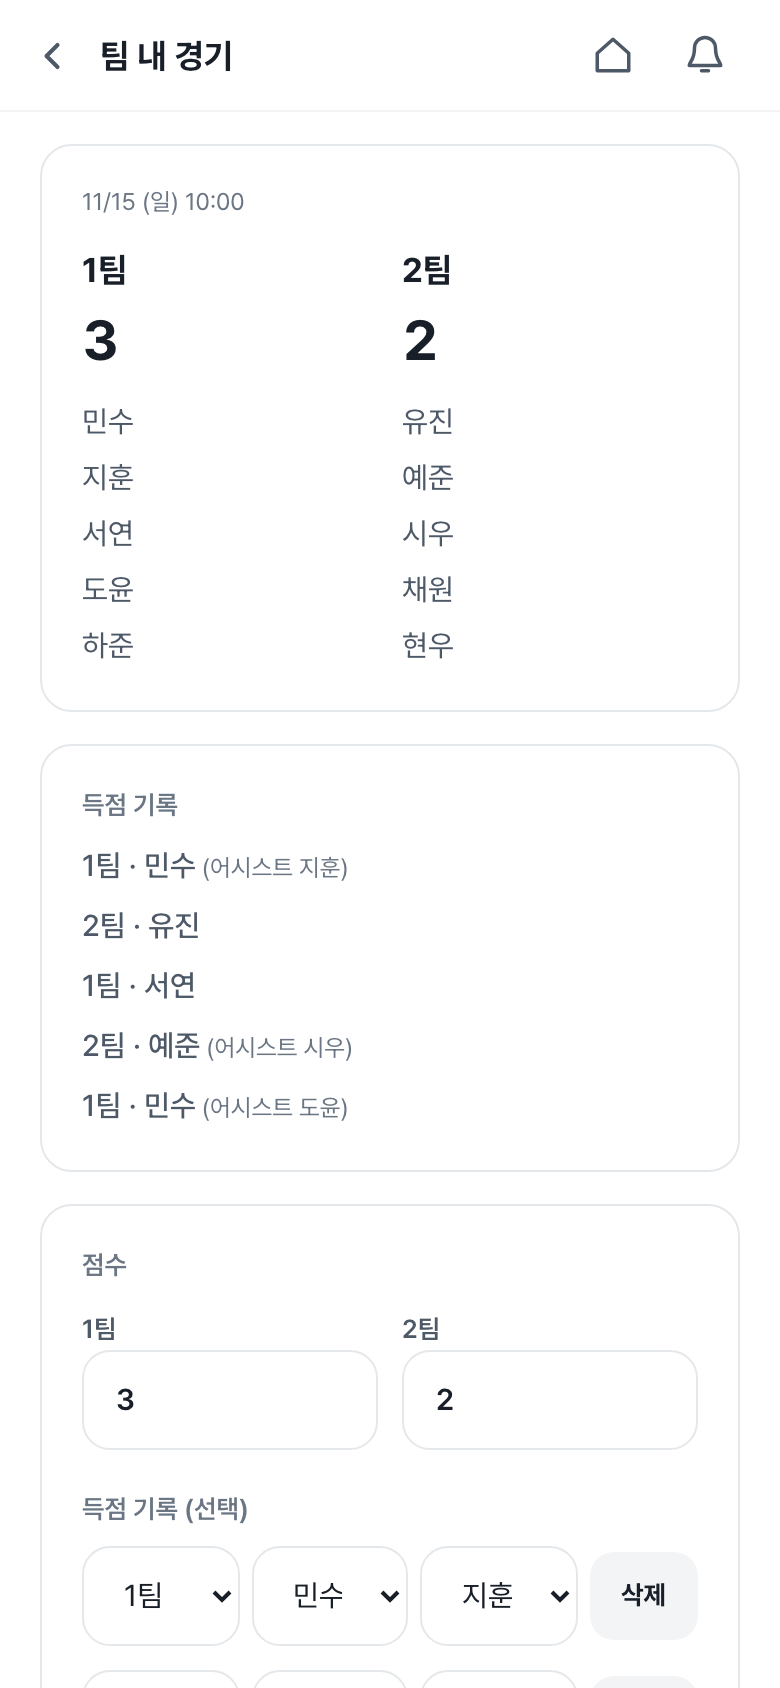 팀 내 경기
11/15 (일) 10:00
1팀 2팀
3 2
민수 유진
지훈 예준
서연 시우
도윤 채원
하준 현우
득점 기록
1팀 · 민수 (어시스트 지훈)
2팀 · 유진
1팀 · 서연
2팀 · 예준 (어시스트 시우)
1팀 · 민수 (어시스트 도윤)
점수
1팀 2팀
3 2
득점 기록 (선택)
1팀 민수 지훈 삭제